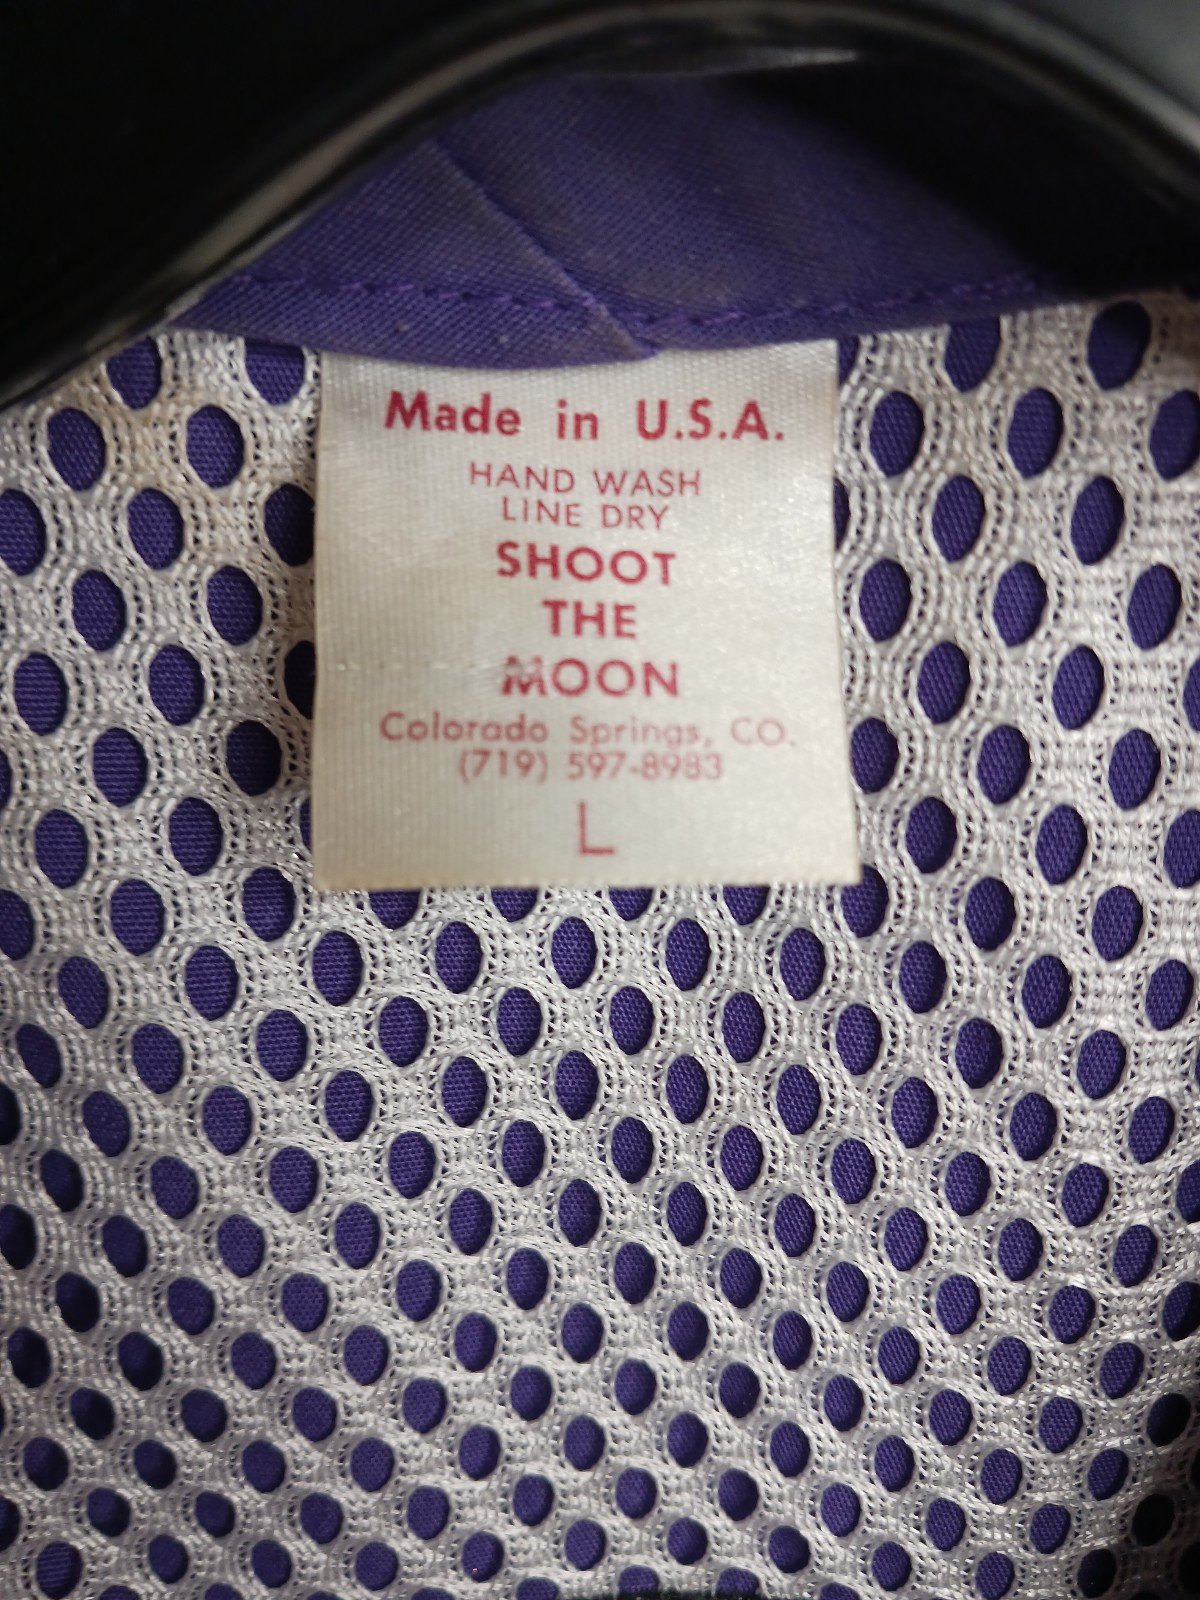 Made in U.S.A.
HAND WASH
LINE DRY
SHOOT
THE
MOON
Colorado Springs, CO.
(719) 597-8983
L